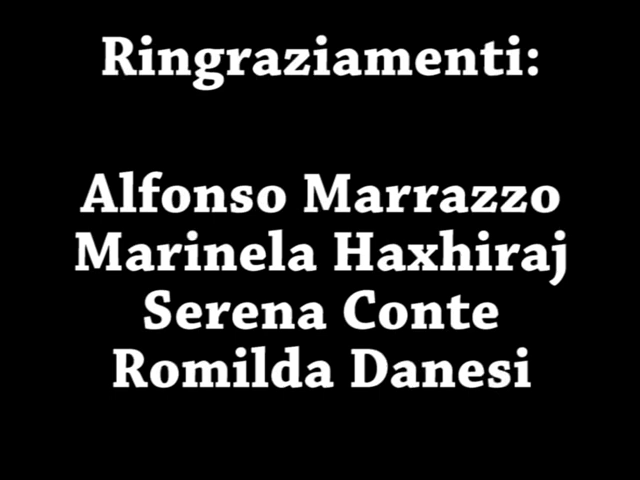 Ringraziamenti:
Alfonso Marrazzo
Marinela Haxhiraj
Serena Conte
Romilda Danesi